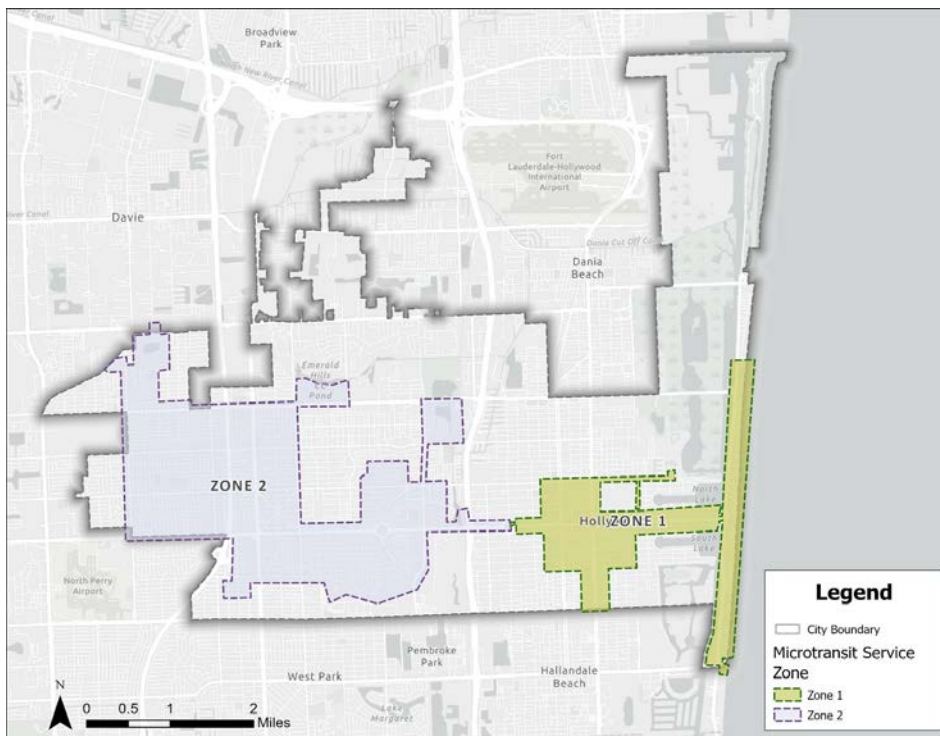 Broadview
Park
New River Canal
Fort
Lauderdale-Hollywood
International
Airport
Davie
River Canal
Dania Cut Off
Dania
Beach
Emerald
Hills
Pond
ZONE 2
North
Lake
Holly
ZONE 1
South
Lake
North Perry
Airport
Pembroke
Park
West Park
Hallandale
Beach
Lake
Margaret
N
0 0.5 1 2
Miles
Legend
City Boundary
Microtransit Service
Zone
Zone 1
Zone 2